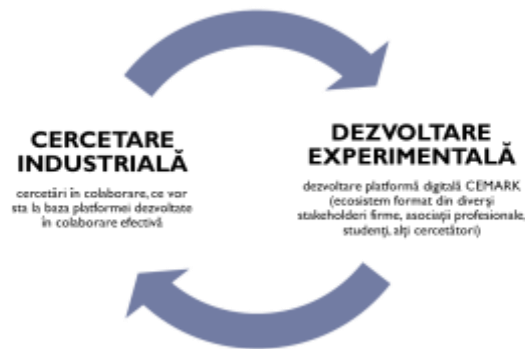 CERCETARE
INDUSTRIALĂ
cercetări în colaborare, ce vor
sta la baza platformei dezvoltate
în colaborare efectivă
DEZVOLTARE
EXPERIMENTALĂ
dezvoltare platformă digitală CEMARK
(ecosistem format din diverși
stakeholderi firme, asociații profesionale,
studenți, alți cercetători)